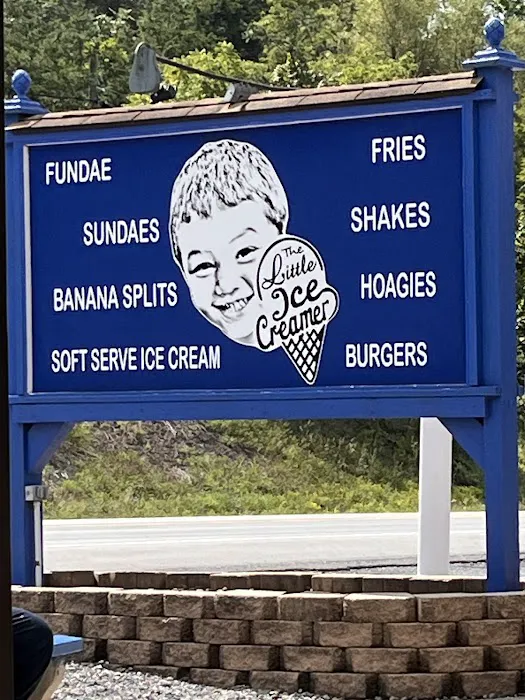 FUNDAE
SUNDAES
BANANA SPLITS
SOFT SERVE ICE CREAM
The
Little
Ice
Creamer
FRIES
SHAKES
HOAGIES
BURGERS